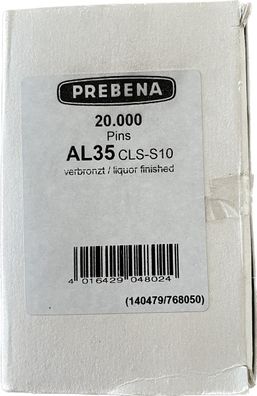 PREBENA
20.000
Pins
AL35 CLS-S10
verbronzt / liquor finished
4 016429 048024
(140479/768050)